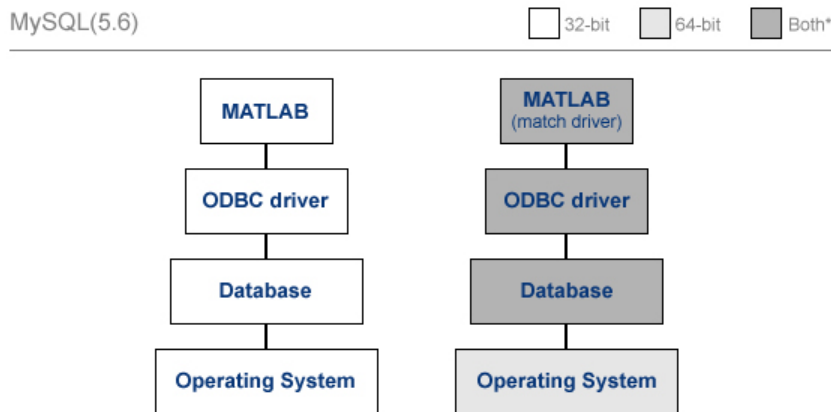 MySQL(5.6)
32-bit
64-bit
Both*
MATLAB
ODBC driver
Database
Operating System
MATLAB
(match driver)
ODBC driver
Database
Operating System